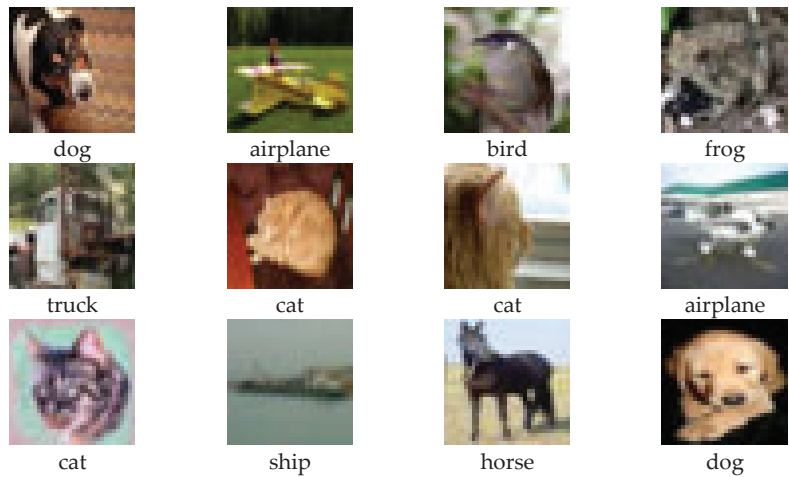 dog airplane bird frog
truck cat cat airplane
cat ship horse dog